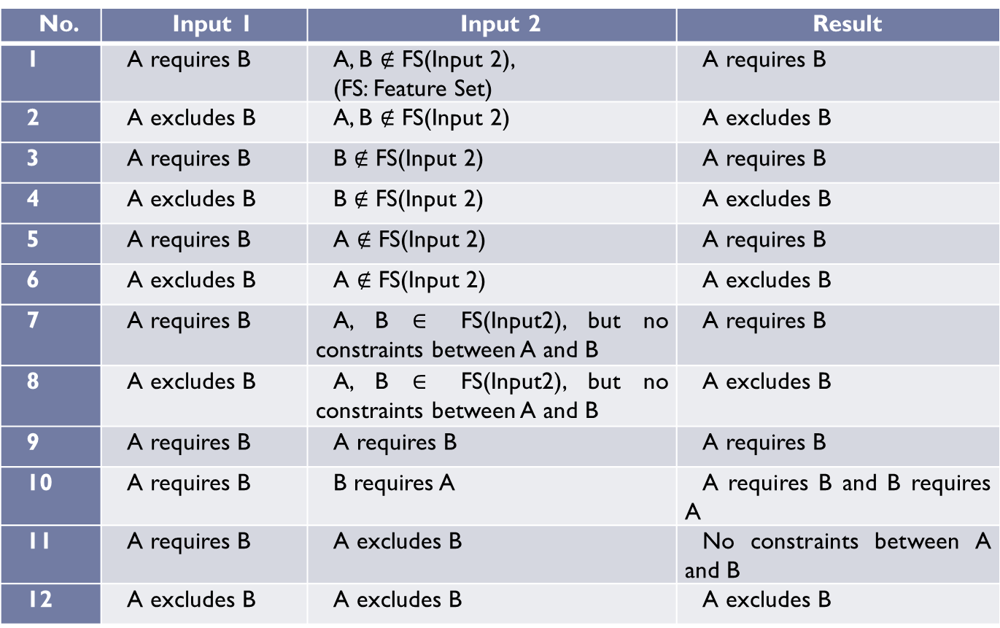 No. Input 1 Input 2 Result
1 A requires B A, B ∉ FS(Input 2), A requires B
(FS: Feature Set)
2 A excludes B A, B ∉ FS(Input 2) A excludes B
3 A requires B B ∉ FS(Input 2) A requires B
4 A excludes B B ∉ FS(Input 2) A excludes B
5 A requires B A ∉ FS(Input 2) A requires B
6 A excludes B A ∉ FS(Input 2) A excludes B
7 A requires B A, B ∈ FS(Input2), but no A requires B
constraints between A and B
8 A excludes B A, B ∈ FS(Input2), but no A excludes B
constraints between A and B
9 A requires B A requires B A requires B
10 A requires B B requires A A requires B and B requires
A
11 A requires B A excludes B No constraints between A
and B
12 A excludes B A excludes B A excludes B